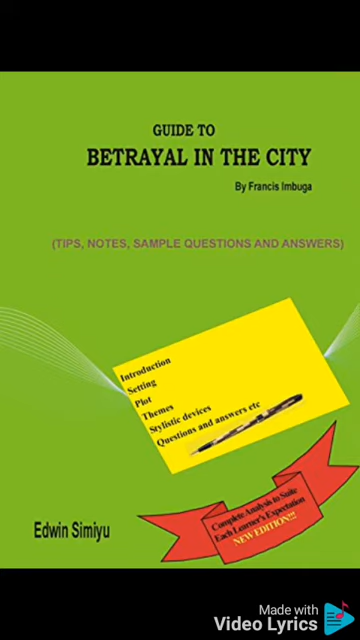 GUIDE TO
BETRAYAL IN THE CITY
By Francis Imbuga
(TIPS, NOTES, SAMPLE QUESTIONS AND ANSWERS)
Introduction
Setting
Plot
Themes
Stylistic devices
Questions and answers etc
Complete Analysis to Suite
Each Learner's Expectation
NEW EDITION!!!
Edwin Simiyu
Made with
Video Lyrics